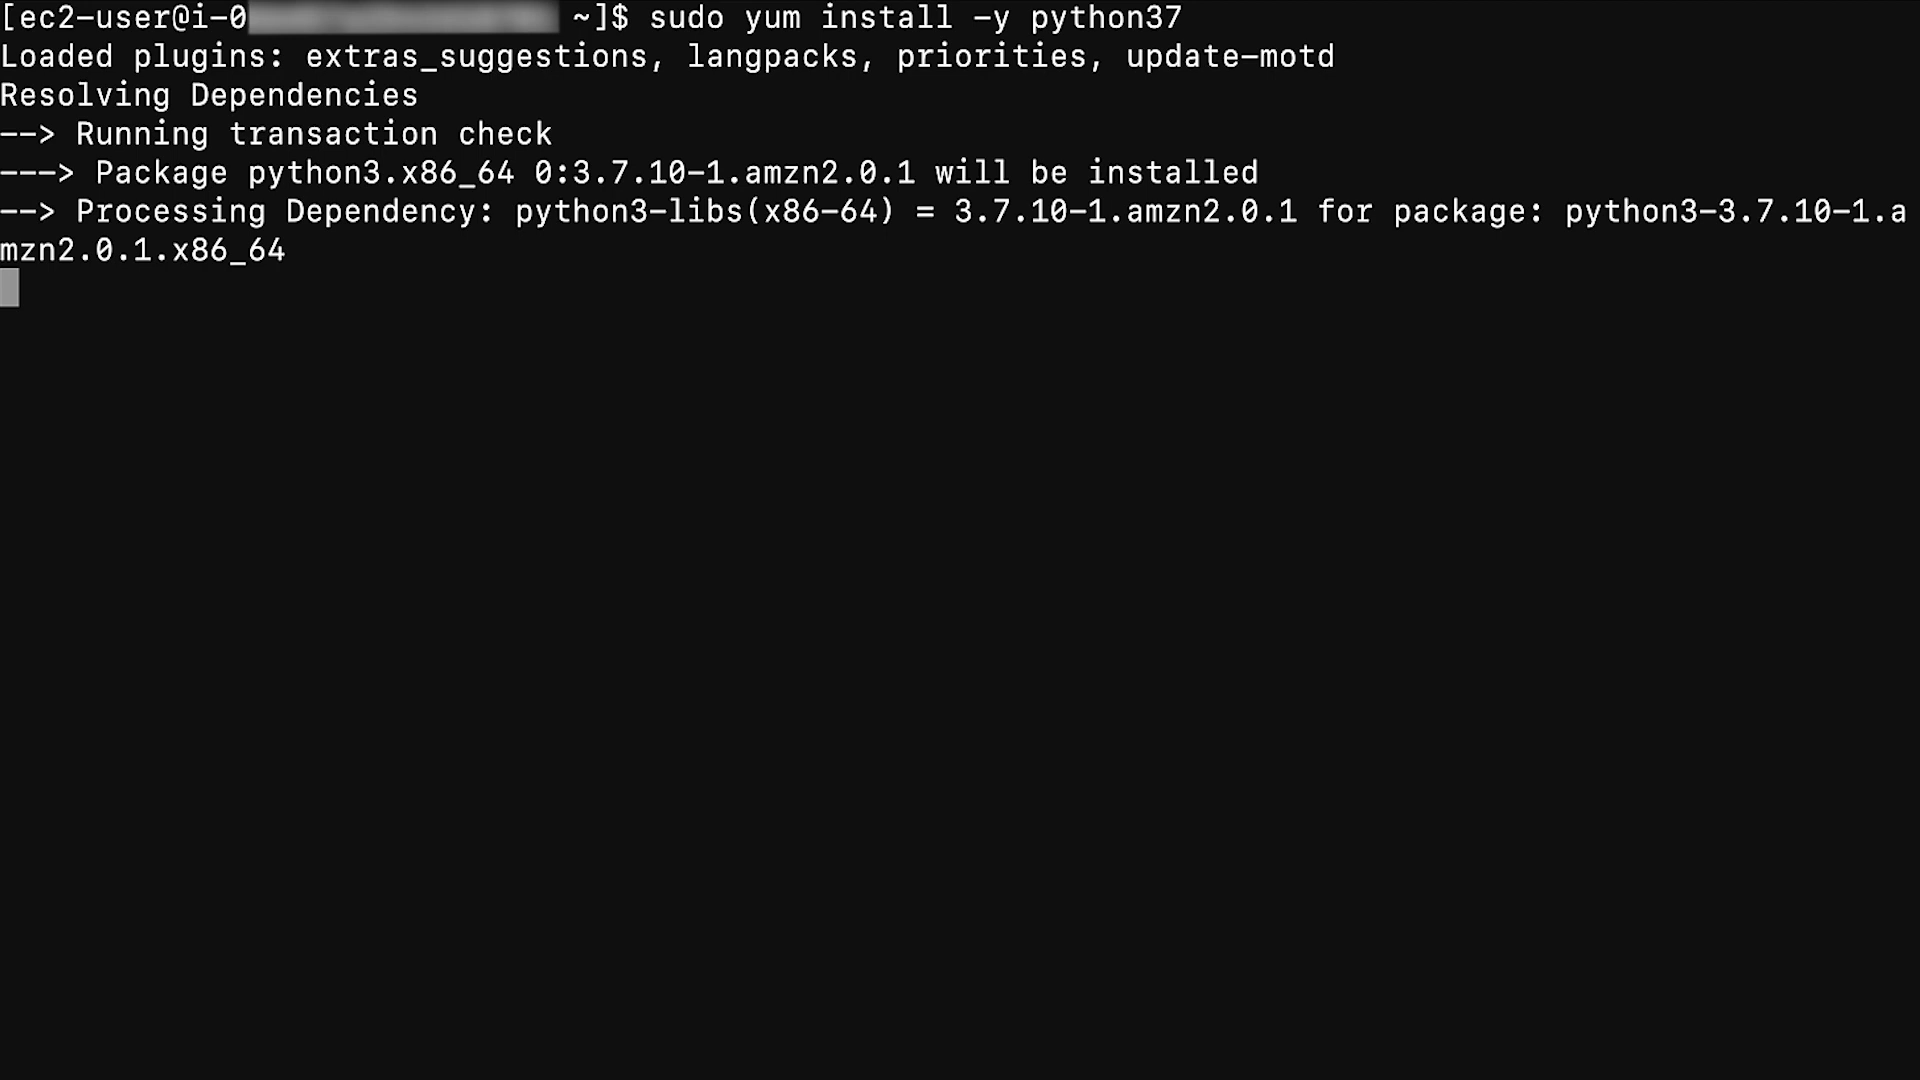 [ec2-user@i-0 ~]$ sudo yum install -y python37
Loaded plugins: extras_suggestions, langpacks, priorities, update-motd
Resolving Dependencies
--> Running transaction check
---> Package python3.x86_64 0:3.7.10-1.amzn2.0.1 will be installed
--> Processing Dependency: python3-libs(x86-64) = 3.7.10-1.amzn2.0.1 for package: python3-3.7.10-1.a
mzn2.0.1.x86_64